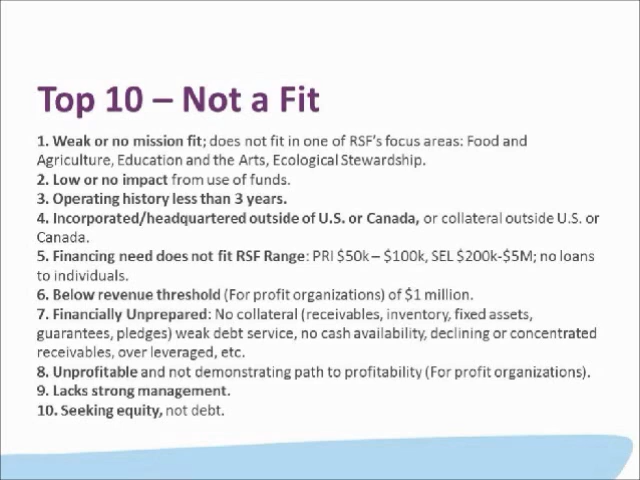 Top 10 – Not a Fit
1. Weak or no mission fit; does not fit in one of RSF's focus areas: Food and
Agriculture, Education and the Arts, Ecological Stewardship.
2. Low or no impact from use of funds.
3. Operating history less than 3 years.
4. Incorporated/headquartered outside of U.S. or Canada, or collateral outside U.S. or
Canada.
5. Financing need does not fit RSF Range: PRI $50k – $100k, SEL $200k-$5M; no loans
to individuals.
6. Below revenue threshold (For profit organizations) of $1 million.
7. Financially Unprepared: No collateral (receivables, inventory, fixed assets,
guarantees, pledges) weak debt service, no cash availability, declining or concentrated
receivables, over leveraged, etc.
8. Unprofitable and not demonstrating path to profitability (For profit organizations).
9. Lacks strong management.
10. Seeking equity, not debt.